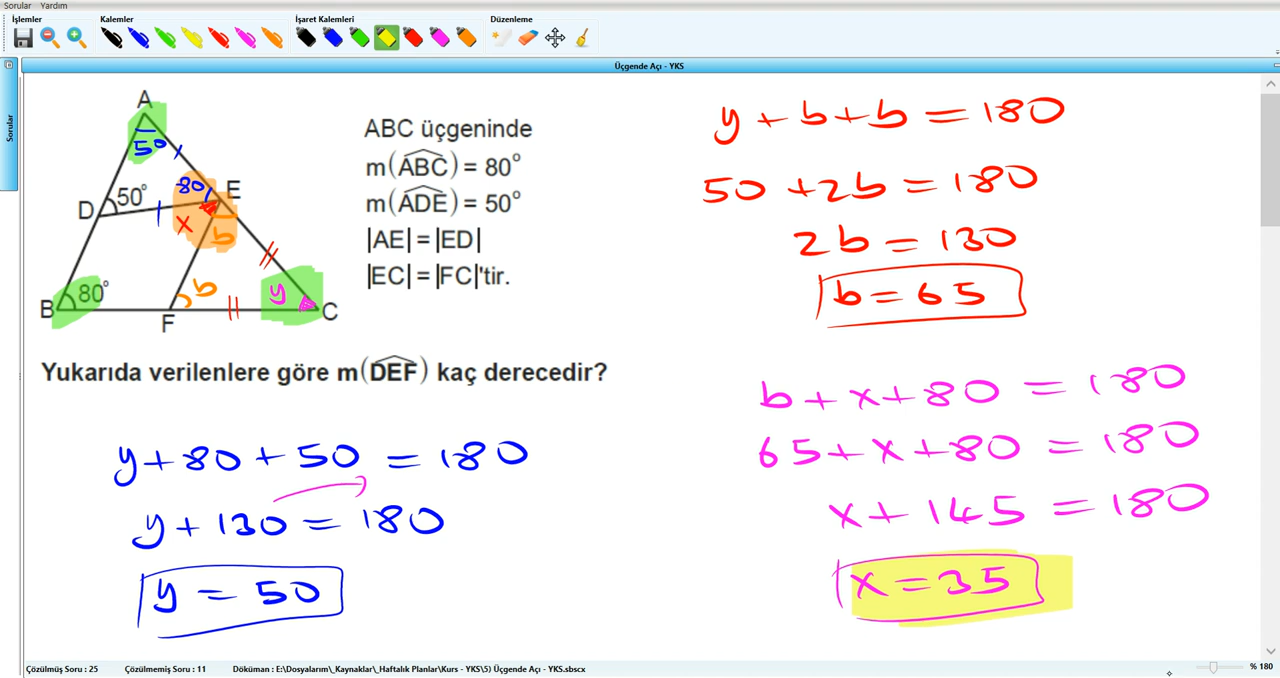 Sorular Yardım
İşlemler Kalemler İşaret Kalemleri Düzenleme
Üçgende Açı - YKS
Sorular
A
50
80 E
D 50°
x b
B 80° b y
F C
ABC üçgeninde
m(ABC) = 80°
m(ADE) = 50°
|AE| = |ED|
|EC| = |FC|'tir.
Yukarıda verilenlere göre m(DEF) kaç derecedir?
y + 80 + 50 = 180
y + 130 = 180
y = 50
y + b + b = 180
50 + 2b = 180
2b = 130
b = 65
b + x + 80 = 180
65 + x + 80 = 180
x + 145 = 180
x = 35
Çözülmüş Soru : 25 Çözülmemiş Soru : 11 Döküman : E:\Dosyalarım\_Kaynaklar\_Haftalık Planlar\Kurs - YKS\5) Üçgende Açı - YKS.sbscx % 180